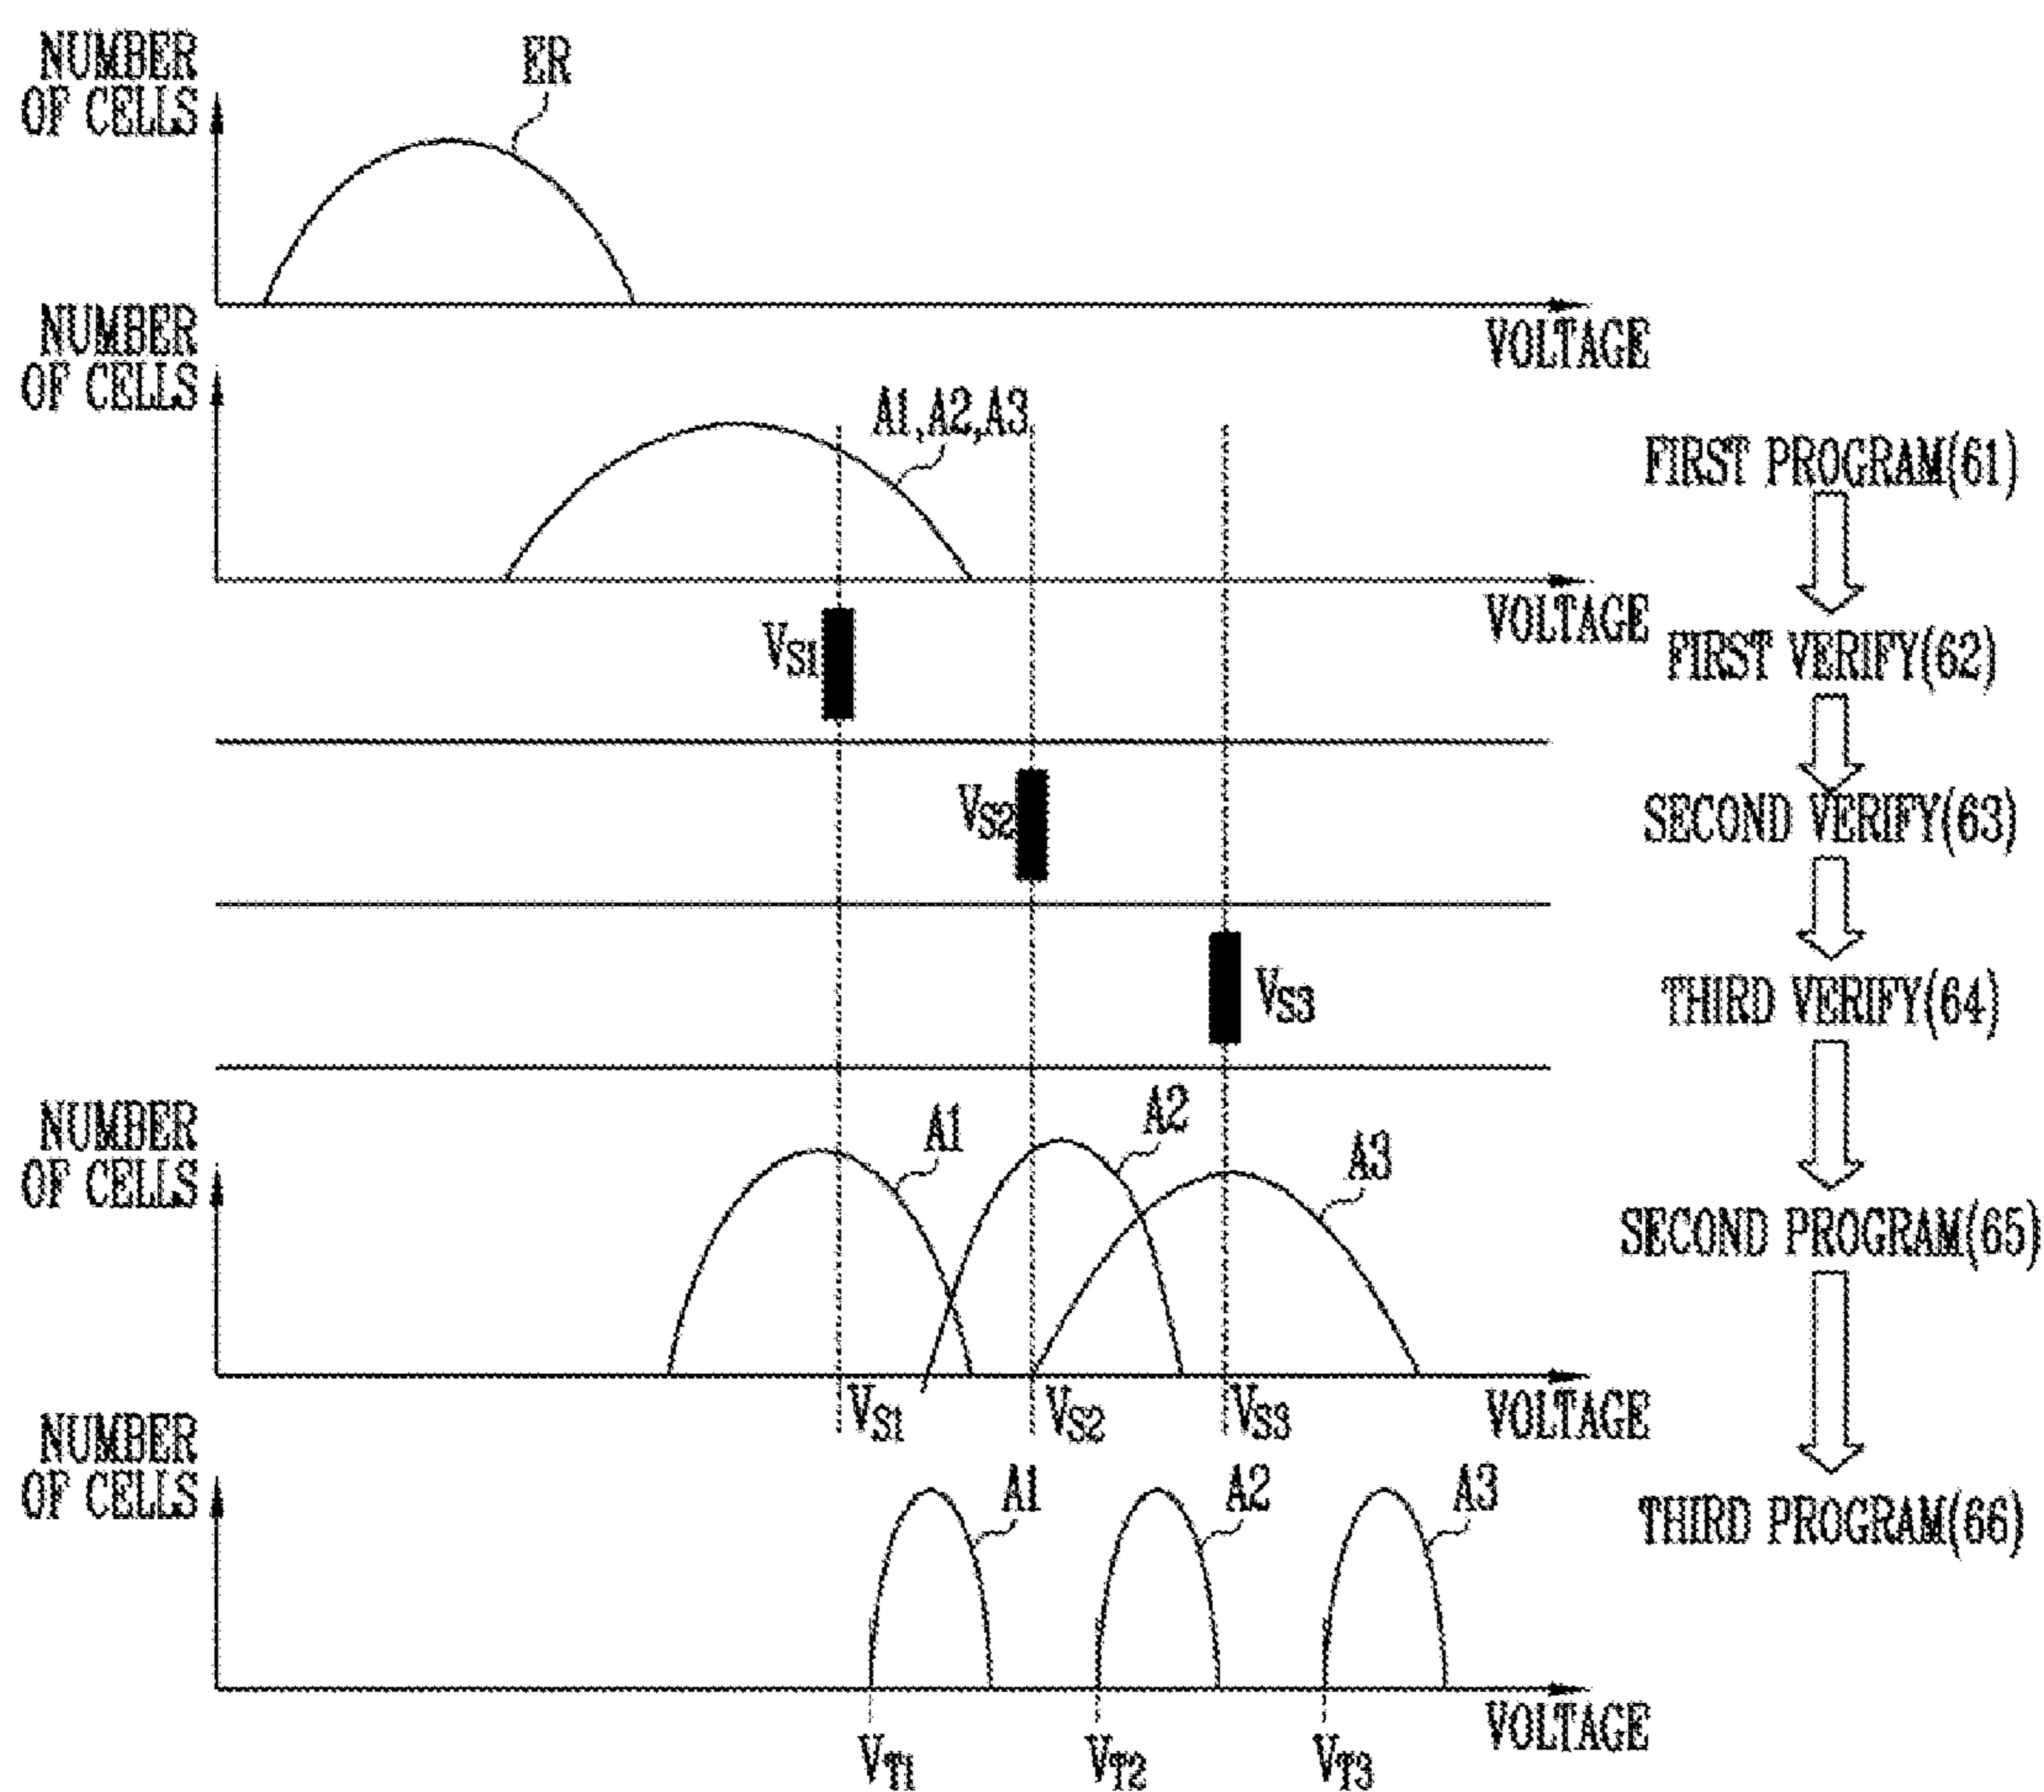 NUMBER
OF CELLS
ER
VOLTAGE
NUMBER
OF CELLS
A1,A2,A3
VOLTAGE
FIRST PROGRAM(61)
VS1
FIRST VERIFY(62)
VS2
SECOND VERIFY(63)
VS3
THIRD VERIFY(64)
NUMBER
OF CELLS
A1
A2
A3
SECOND PROGRAM(65)
VS1
VS2
VS3
VOLTAGE
NUMBER
OF CELLS
A1
A2
A3
THIRD PROGRAM(66)
VOLTAGE
VT1
VT2
VT3